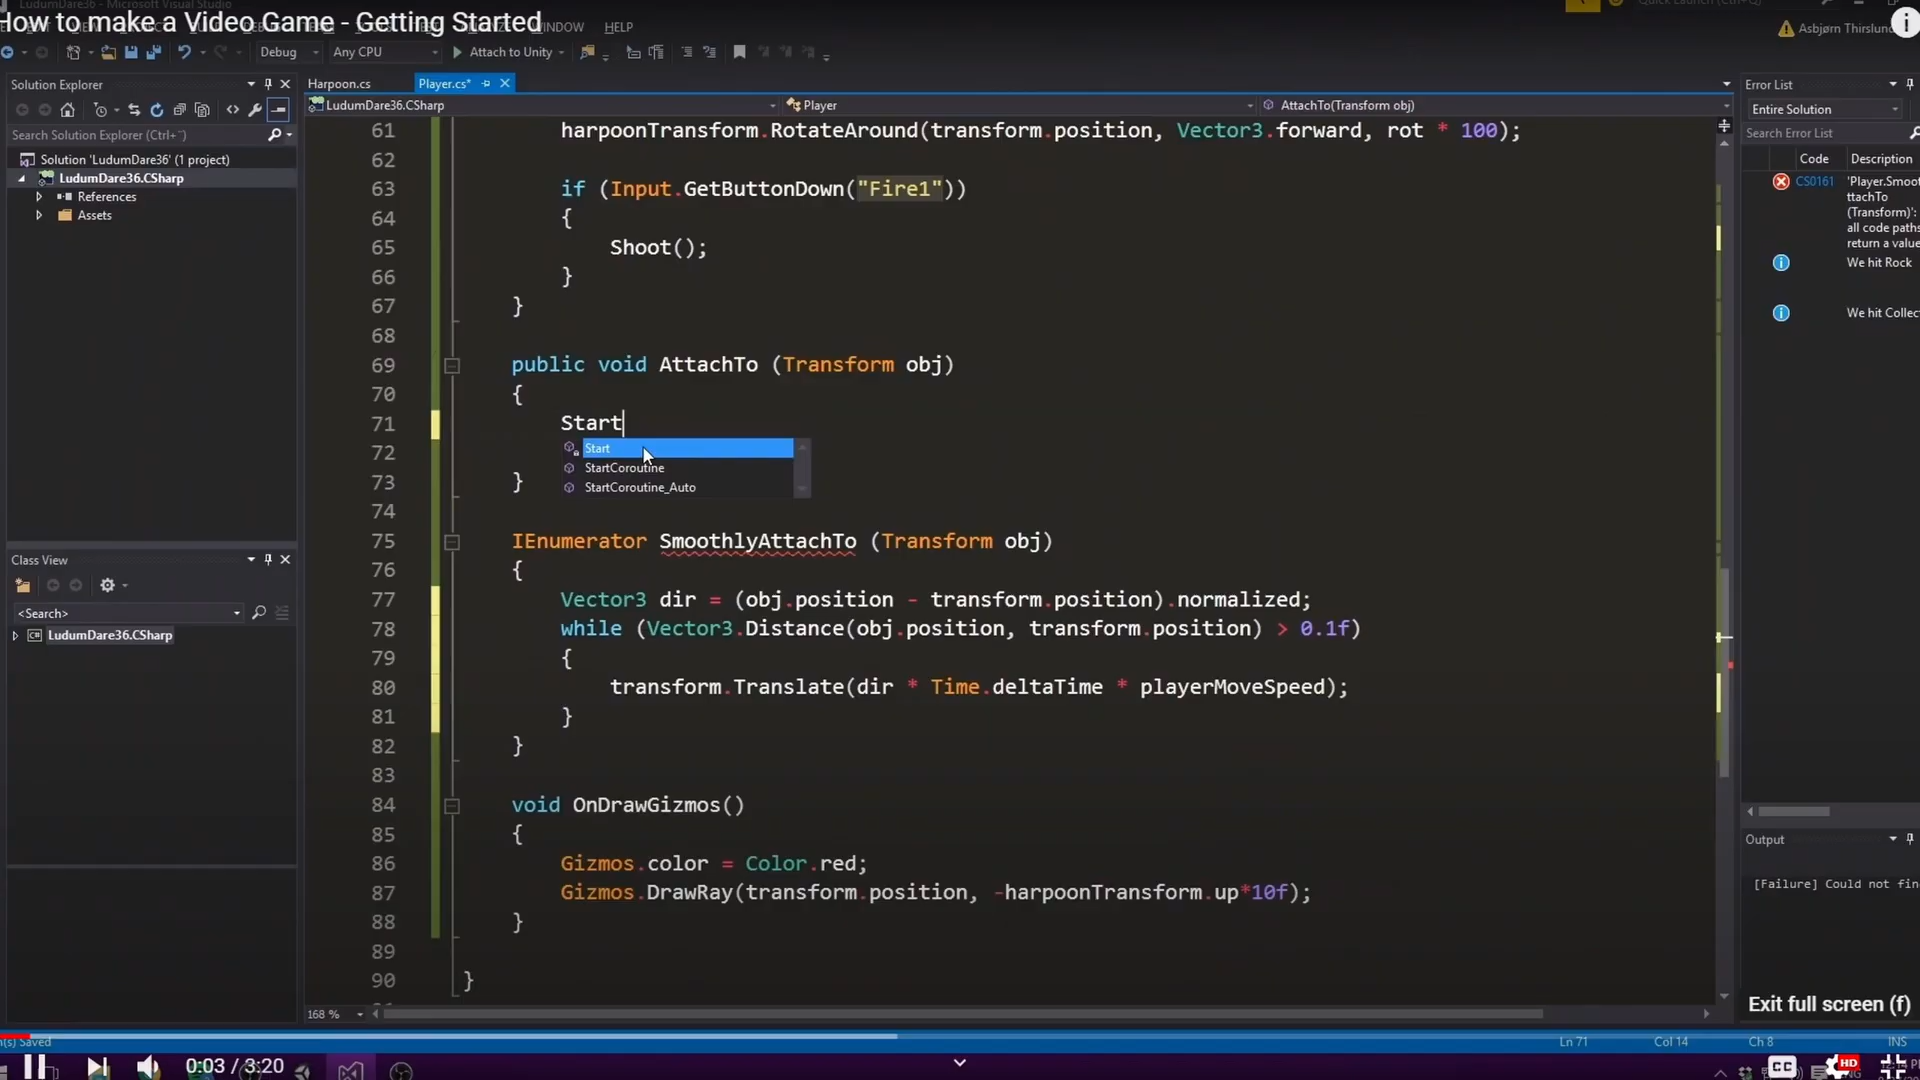 LudumDare36 - Microsoft Visual Studio
Quick Launch (Ctrl+Q)
How to make a Video Game - Getting Started
WINDOW HELP
Asbjørn Thirslund
Debug Any CPU Attach to Unity
Solution Explorer
Search Solution Explorer (Ctrl+¨)
Solution 'LudumDare36' (1 project)
LudumDare36.CSharp
References
Assets
Class View
<Search>
LudumDare36.CSharp
Harpoon.cs Player.cs*
LudumDare36.CSharp Player AttachTo(Transform obj)
61 harpoonTransform.RotateAround(transform.position, Vector3.forward, rot * 100);
62
63 if (Input.GetButtonDown("Fire1"))
64 {
65 Shoot();
66 }
67 }
68
69 public void AttachTo (Transform obj)
70 {
71 Start
72
Start
StartCoroutine
StartCoroutine_Auto
73 }
74
75 IEnumerator SmoothlyAttachTo (Transform obj)
76 {
77 Vector3 dir = (obj.position - transform.position).normalized;
78 while (Vector3.Distance(obj.position, transform.position) > 0.1f)
79 {
80 transform.Translate(dir * Time.deltaTime * playerMoveSpeed);
81 }
82 }
83
84 void OnDrawGizmos()
85 {
86 Gizmos.color = Color.red;
87 Gizmos.DrawRay(transform.position, -harpoonTransform.up*10f);
88 }
89
90 }
168 %
Error List
Entire Solution
Search Error List
Code Description
CS0161 'Player.Smoo
ttachTo
(Transform)':
all code paths
return a value
We hit Rock
We hit Collec
Output
[Failure] Could not fin
Exit full screen (f)
Saved
Ln 71 Col 14 Ch 8 INS
0:03 / 3:20
CC HD